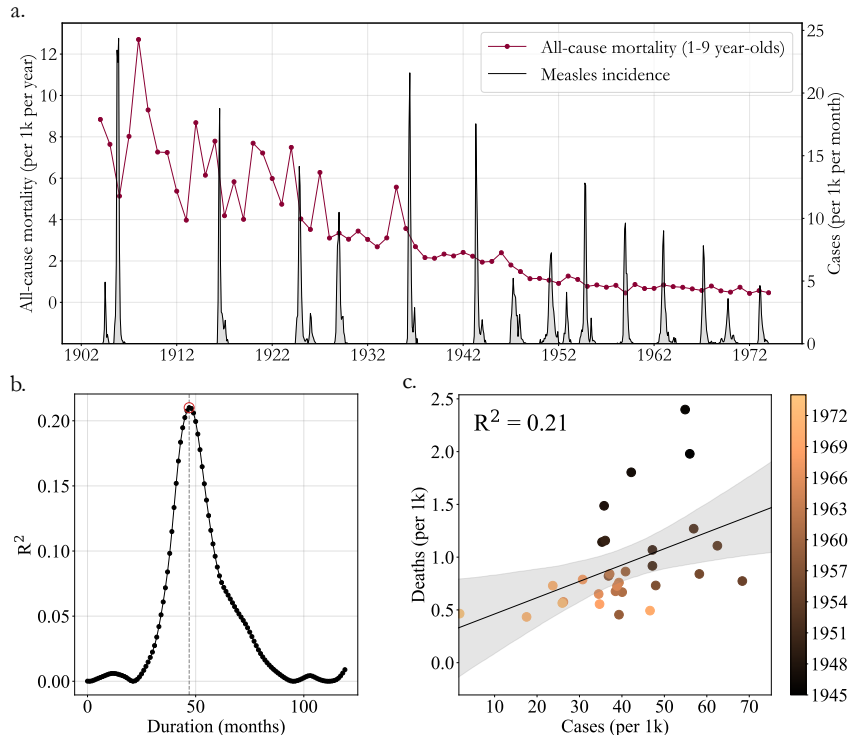 a.
All-cause mortality (per 1k per year)
12
10
8
6
4
2
0
All-cause mortality (1-9 year-olds)
Measles incidence
25
20
15
10
5
0
Cases (per 1k per month)
1902 1912 1922 1932 1942 1952 1962 1972
b.
R²
0.20
0.15
0.10
0.05
0.00
0 50 100
Duration (months)
c.
R² = 0.21
Deaths (per 1k)
2.5
2.0
1.5
1.0
0.5
0.0
10 20 30 40 50 60 70
Cases (per 1k)
1972
1969
1966
1963
1960
1957
1954
1951
1948
1945